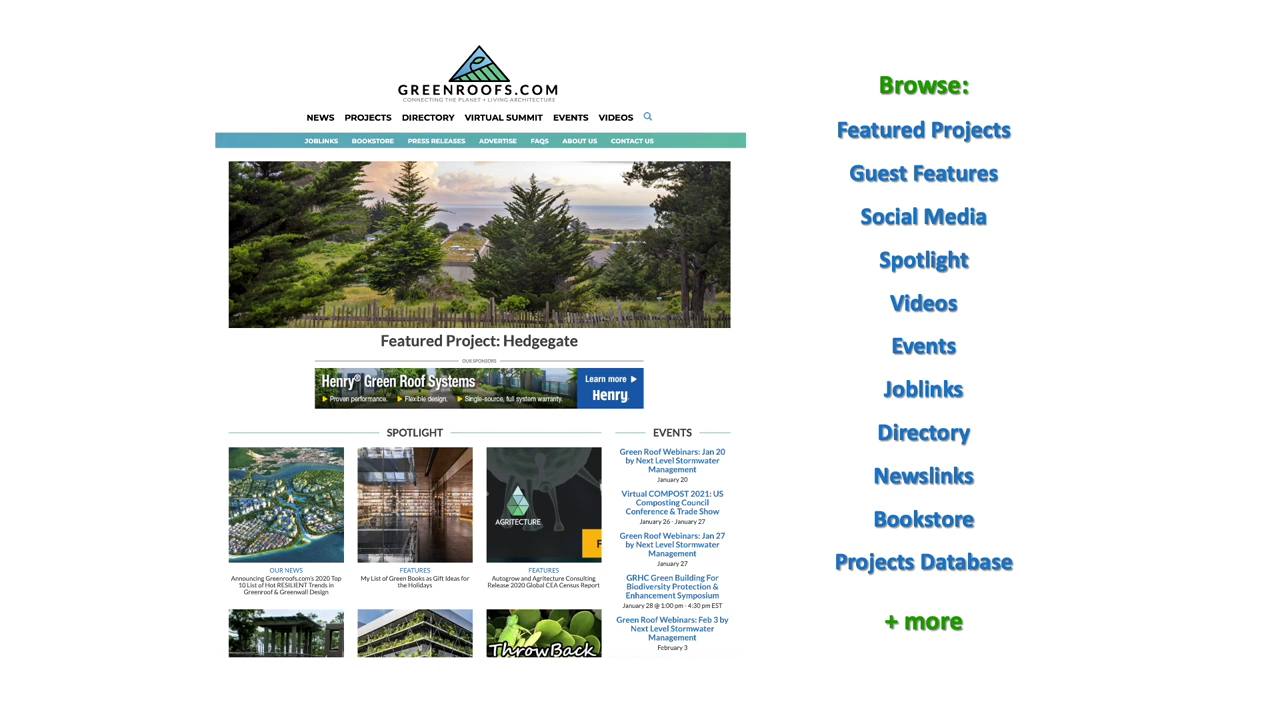 GREENROOFS.COM
CONNECTING THE PLANET + LIVING ARCHITECTURE
NEWS PROJECTS DIRECTORY VIRTUAL SUMMIT EVENTS VIDEOS
JOBLINKS BOOKSTORE PRESS RELEASES ADVERTISE FAQS ABOUT US CONTACT US
Featured Project: Hedgegate
OUR SPONSORS
Henry® Green Roof Systems
Proven performance. Flexible design. Single-source, full system warranty.
Learn more
Henry
SPOTLIGHT
AGRITECTURE
F
OUR NEWS
Announcing Greenroofs.com's 2020 Top
10 List of Hot RESILIENT Trends in
Greenroof & Greenwall Design
FEATURES
My List of Green Books as Gift Ideas for
the Holidays
FEATURES
Autogrow and Agritecture Consulting
Release 2020 Global CEA Census Report
ThrowBack
EVENTS
Green Roof Webinars: Jan 20
by Next Level Stormwater
Management
January 20
Virtual COMPOST 2021: US
Composting Council
Conference & Trade Show
January 26 - January 27
Green Roof Webinars: Jan 27
by Next Level Stormwater
Management
January 27
GRHC Green Building For
Biodiversity Protection &
Enhancement Symposium
January 28 @ 1:00 pm - 4:30 pm EST
Green Roof Webinars: Feb 3 by
Next Level Stormwater
Management
February 3
Browse:
Featured Projects
Guest Features
Social Media
Spotlight
Videos
Events
Joblinks
Directory
Newslinks
Bookstore
Projects Database
+ more